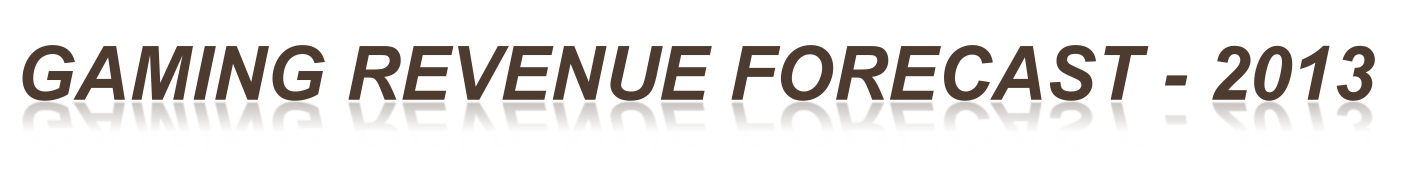 GAMING REVENUE FORECAST - 2013